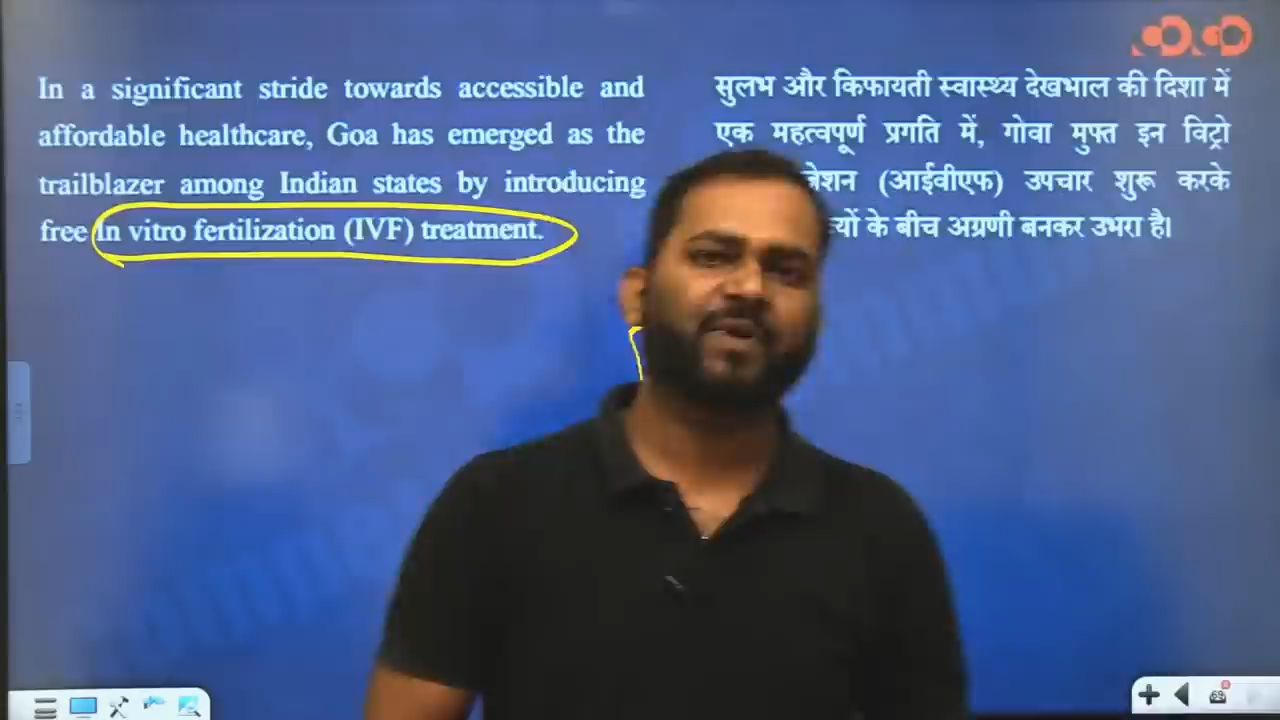 In a significant stride towards accessible and
affordable healthcare, Goa has emerged as the
trailblazer among Indian states by introducing
free In vitro fertilization (IVF) treatment.
सुलभ और किफायती स्वास्थ्य देखभाल की दिशा में
एक महत्वपूर्ण प्रगति में, गोवा मुफ्त इन विट्रो
(आईवीएफ) उपचार शुरू करके
के बीच अग्रणी बनकर उभरा है।